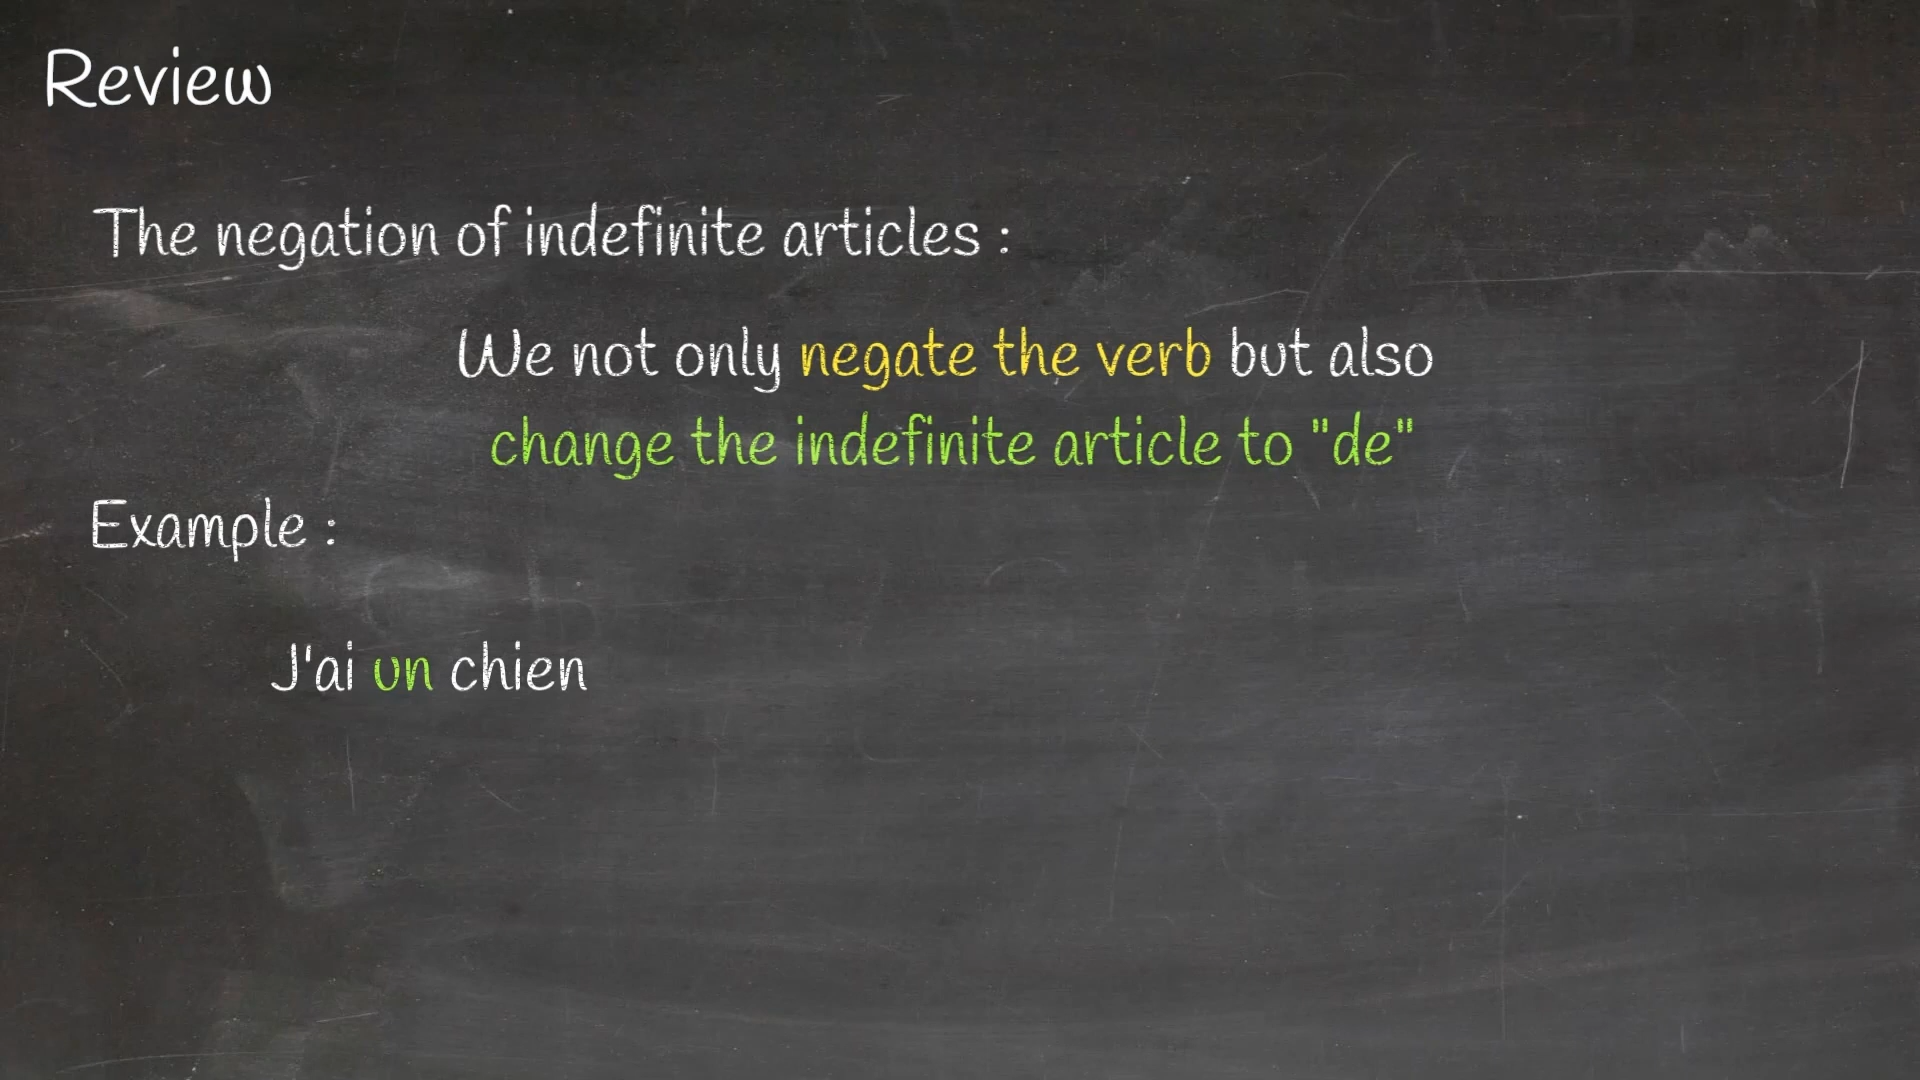 Review
The negation of indefinite articles :
We not only negate the verb but also
change the indefinite article to "de"
Example :
J'ai un chien